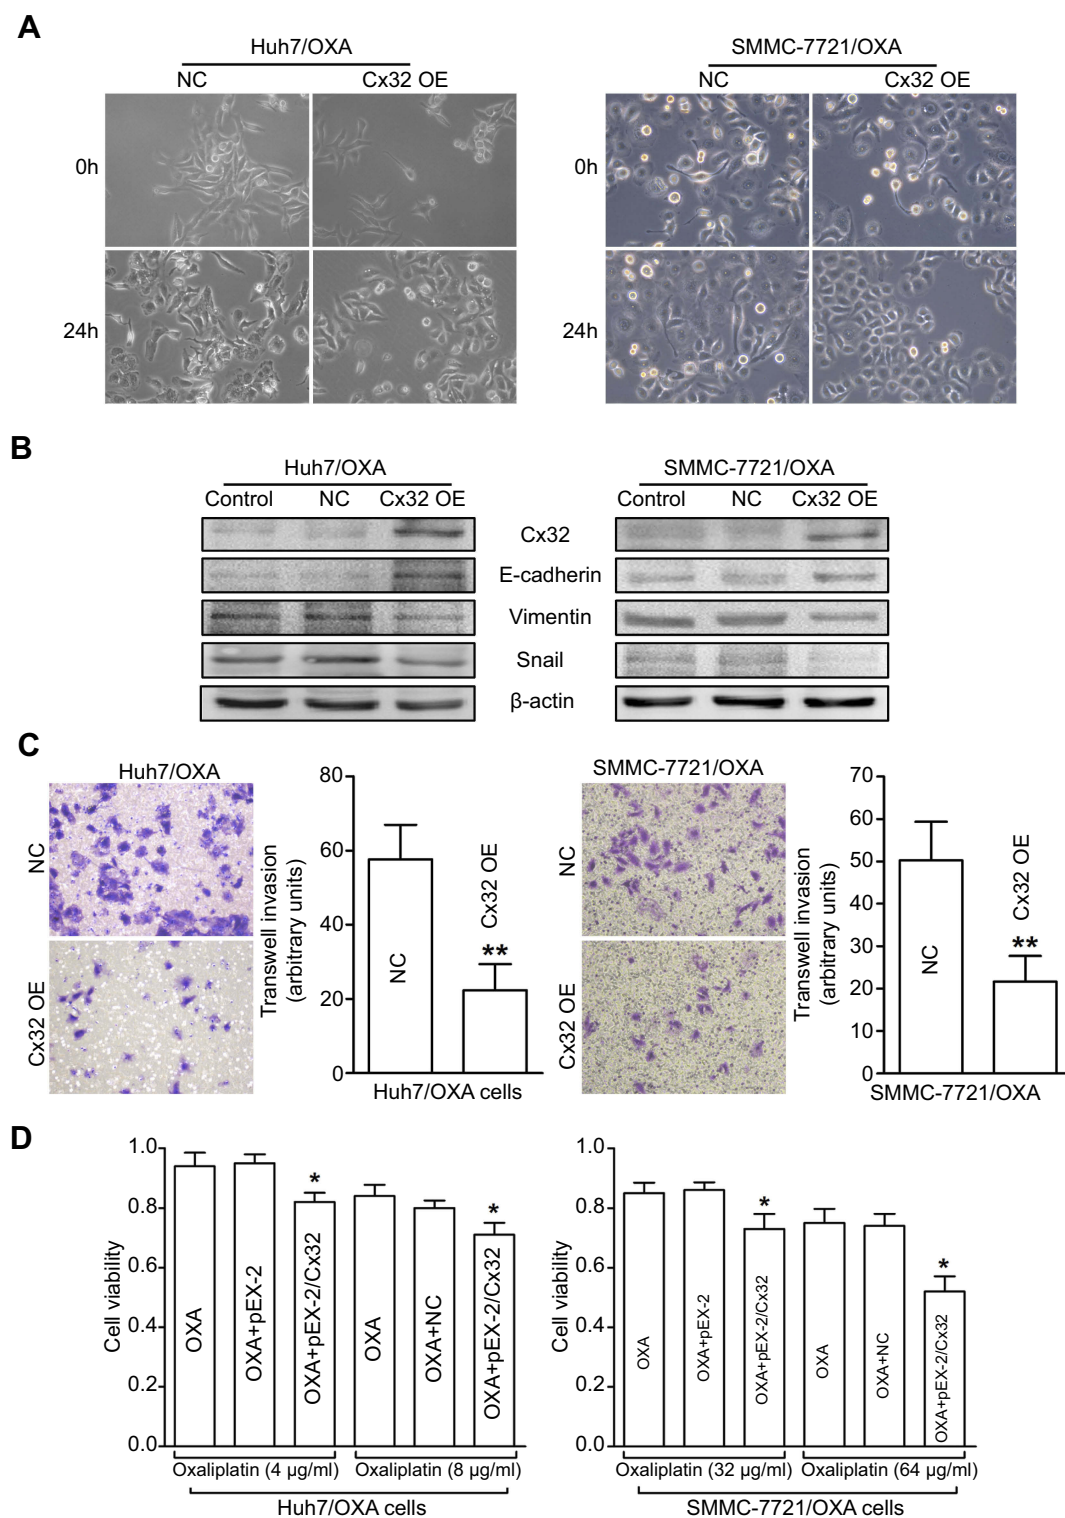 A
Huh7/OXA
SMMC-7721/OXA
NC
Cx32 OE
NC
Cx32 OE
0h
0h
24h
24h
B
Huh7/OXA
SMMC-7721/OXA
Control
NC
Cx32 OE
Control
NC
Cx32 OE
Cx32
E-cadherin
Vimentin
Snail
β-actin
C
Huh7/OXA
NC
Cx32 OE
Transwell invasion
(arbitrary units)
80
60
40
20
0
NC
Cx32 OE
**
Huh7/OXA cells
SMMC-7721/OXA
NC
Cx32 OE
Transwell invasion
(arbitrary units)
70
60
50
40
30
20
10
0
NC
Cx32 OE
**
SMMC-7721/OXA
D
Cell viability
1.0
0.8
0.6
0.4
0.2
0.0
OXA
OXA+pEX-2
*
OXA+pEX-2/Cx32
OXA
OXA+NC
*
OXA+pEX-2/Cx32
Oxaliplatin (4 μg/ml)
Oxaliplatin (8 μg/ml)
Huh7/OXA cells
Cell viability
1.0
0.8
0.6
0.4
0.2
0.0
OXA
OXA+pEX-2
*
OXA+pEX-2/Cx32
OXA
OXA+NC
*
OXA+pEX-2/Cx32
Oxaliplatin (32 μg/ml)
Oxaliplatin (64 μg/ml)
SMMC-7721/OXA cells